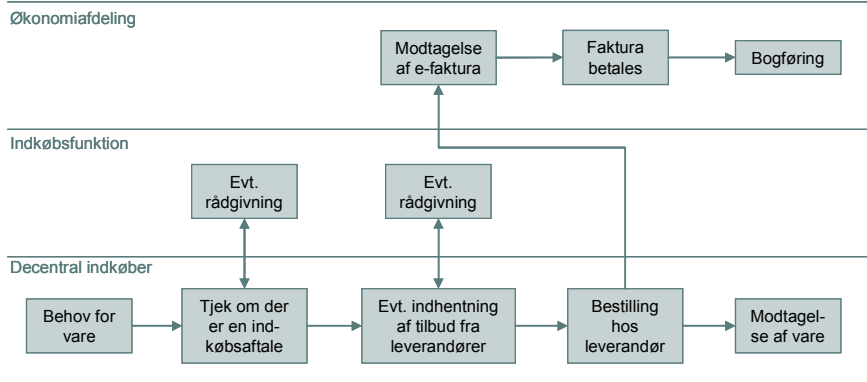 Økonomiafdeling
Modtagelse
af e-faktura
Faktura
betales
Bogføring
Indkøbsfunktion
Evt.
rådgivning
Evt.
rådgivning
Decentral indkøber
Behov for
vare
Tjek om der
er en ind-
købsaftale
Evt. indhentning
af tilbud fra
leverandører
Bestilling
hos
leverandør
Modtagel-
se af vare